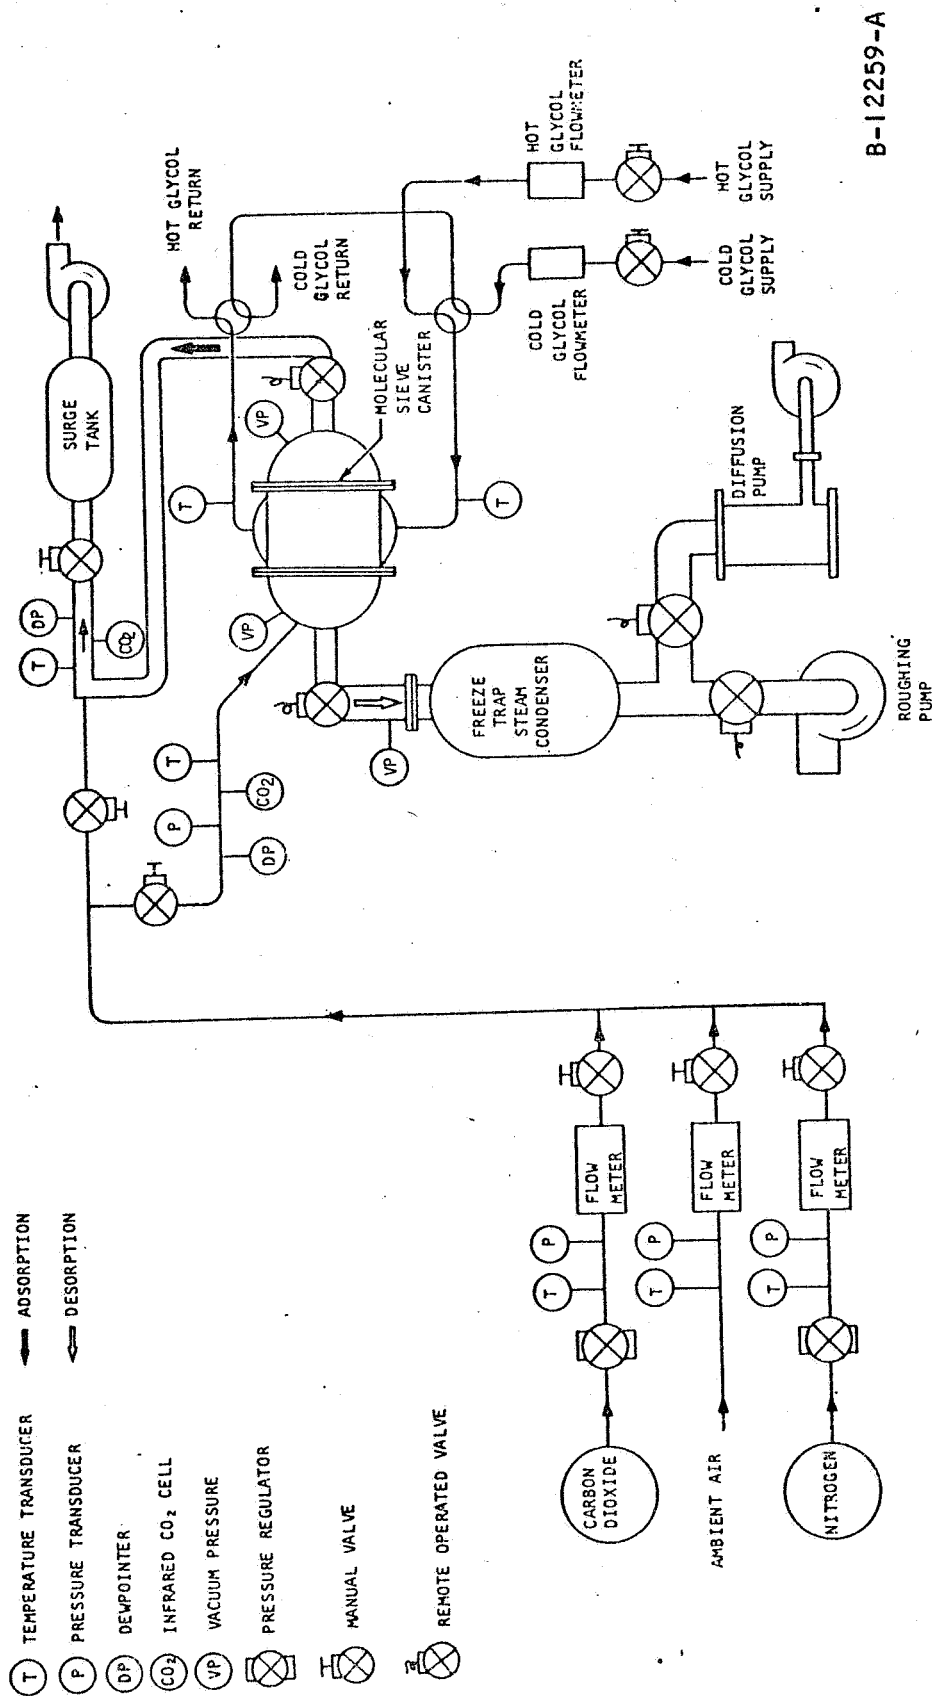 T TEMPERATURE TRANSDUCER
P PRESSURE TRANSDUCER
DP DEWPOINTER
CO₂ INFRARED CO₂ CELL
VP VACUUM PRESSURE
PRESSURE REGULATOR
MANUAL VALVE
REMOTE OPERATED VALVE
ADSORPTION
DESORPTION
CARBON
DIOXIDE
AMBIENT AIR
NITROGEN
T
P
FLOW
METER
T
P
FLOW
METER
T
P
FLOW
METER
P
DP
CO2
T
T
DP
CO₂
SURGE
TANK
VP
VP
VP
T
T
MOLECULAR
SIEVE
CANISTER
FREEZE
TRAP
STEAM
CONDENSER
ROUGHING
PUMP
DIFFUSION
PUMP
HOT GLYCOL
RETURN
COLD
GLYCOL
RETURN
COLD
GLYCOL
FLOWMETER
HOT
GLYCOL
FLOWMETER
COLD
GLYCOL
SUPPLY
HOT
GLYCOL
SUPPLY
B-12259-A